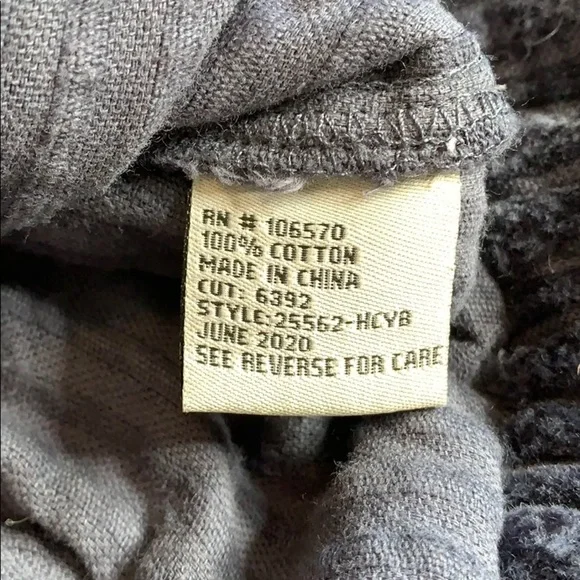 RN # 106570
100% COTTON
MADE IN CHINA
CUT: 6392
STYLE:25562-HCYB
JUNE 2020
SEE REVERSE FOR CARE